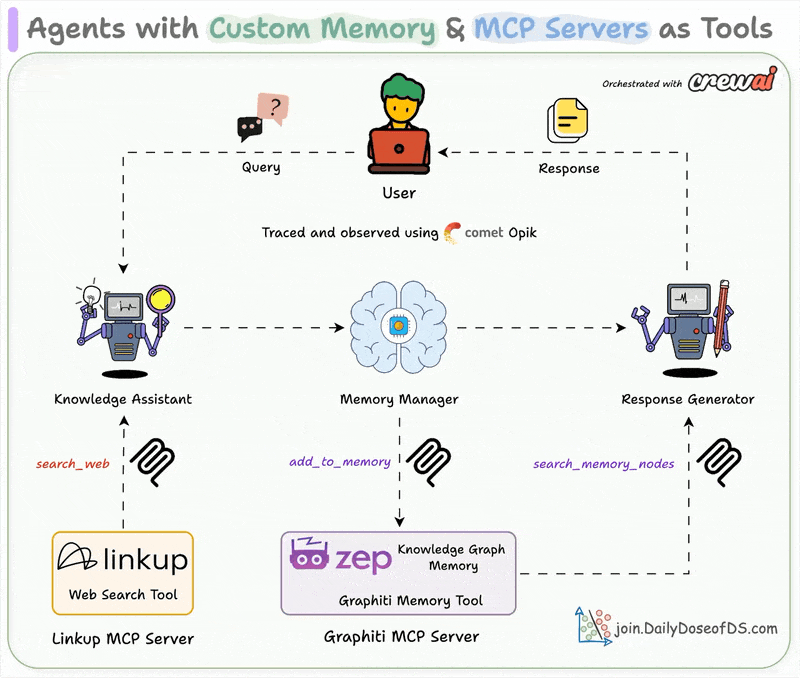 Agents with Custom Memory & MCP Servers as Tools
Orchestrated with crewai
?
Query
User
Response
Traced and observed using comet Opik
Knowledge Assistant
Memory Manager
Response Generator
search_web
add_to_memory
search_memory_nodes
linkup
Web Search Tool
Linkup MCP Server
zep
Knowledge Graph
Memory
Graphiti Memory Tool
Graphiti MCP Server
join.DailyDoseofDS.com